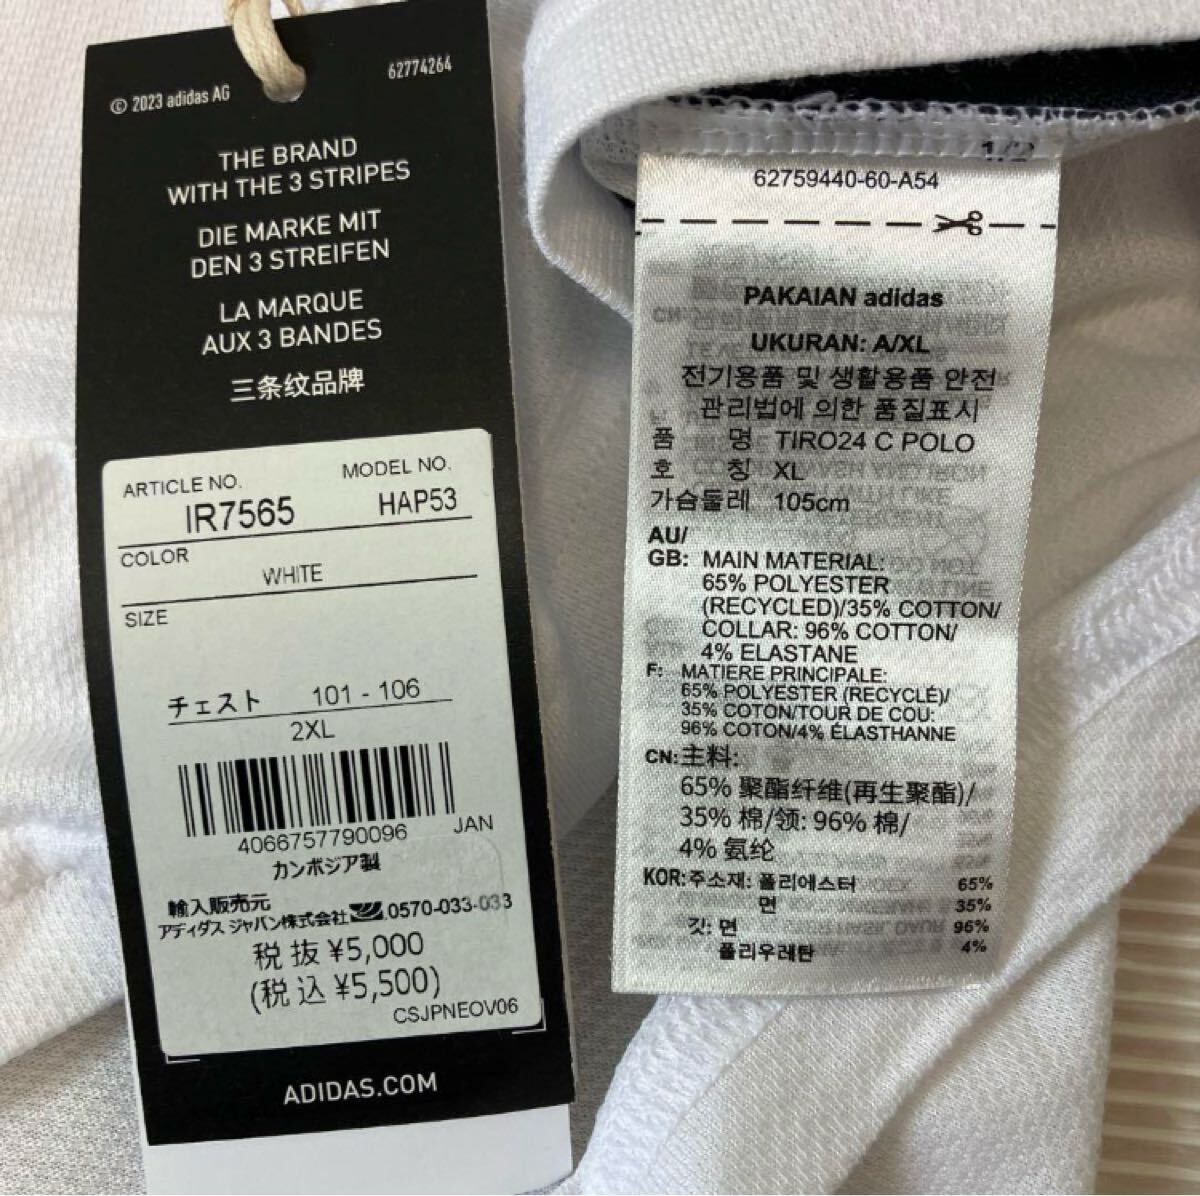 © 2023 adidas AG
62774264
THE BRAND
WITH THE 3 STRIPES
DIE MARKE MIT
DEN 3 STREIFEN
LA MARQUE
AUX 3 BANDES
三条纹品牌
ARTICLE NO. MODEL NO.
IR7565 HAP53
COLOR
WHITE
SIZE
チェスト 101 - 106
2XL
4066757790096 JAN
カンボジア製
輸入販売元
アディダス ジャパン株式会社 0570-033-033
税抜 ¥5,000
(税込 ¥5,500)
CSJPNEOV06
ADIDAS.COM
1/2
62759440-60-A54
PAKAIAN adidas
UKURAN: A/XL
전기용품 및 생활용품 안전
관리법에 의한 품질표시
품 명 TIRO24 C POLO
호 칭 XL
가슴둘레 105cm
AU/
GB: MAIN MATERIAL:
65% POLYESTER
(RECYCLED)/35% COTTON/
COLLAR: 96% COTTON/
4% ELASTANE
F: MATIERE PRINCIPALE:
65% POLYESTER (RECYCLÉ)/
35% COTON/TOUR DE COU:
96% COTON/4% ÉLASTHANNE
CN: 主料:
65% 聚酯纤维(再生聚酯)/
35% 棉/领: 96% 棉/
4% 氨纶
KOR: 주소재: 폴리에스터 65%
면 35%
깃: 면 96%
폴리우레탄 4%